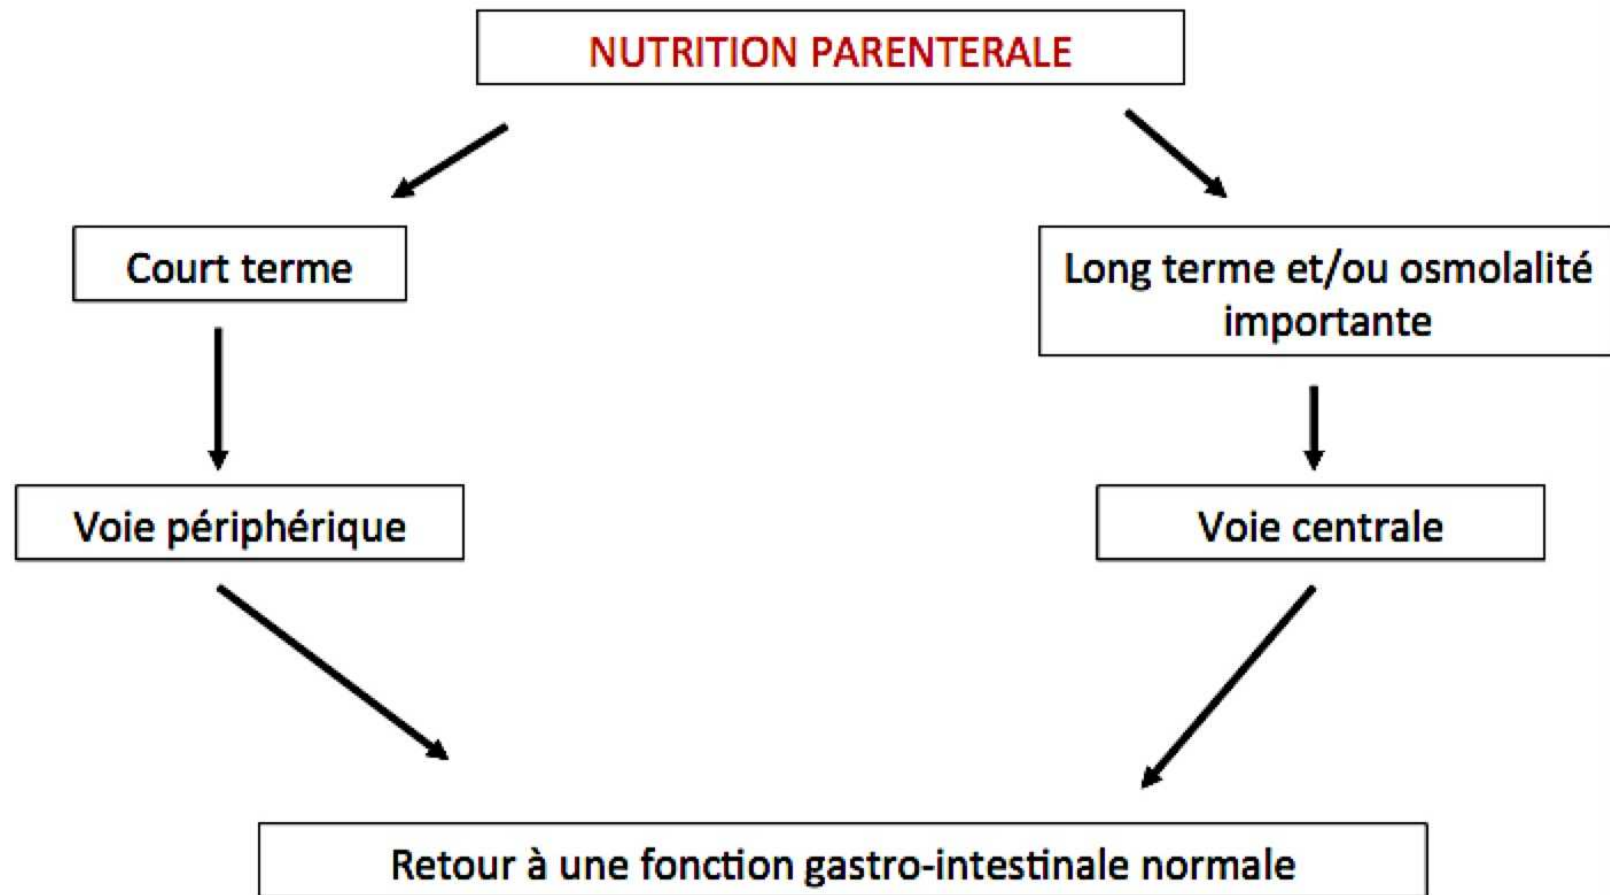 NUTRITION PARENTERALE
Court terme
Long terme et/ou osmolalité
importante
Voie périphérique
Voie centrale
Retour à une fonction gastro-intestinale normale